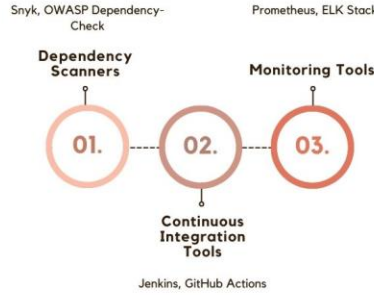 Snyk, OWASP Dependency-
Check
Dependency
Scanners
01.
02.
Continuous
Integration
Tools
Jenkins, GitHub Actions
Prometheus, ELK Stack
Monitoring Tools
03.